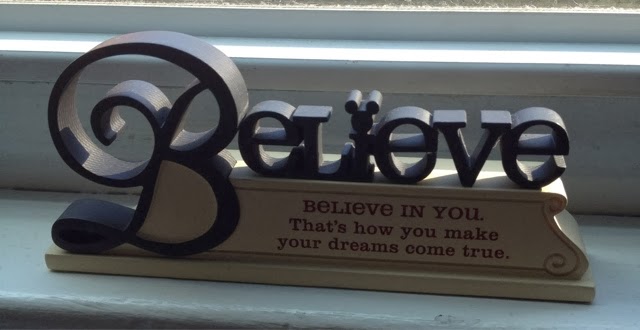 Believe
BELIEVE IN YOU.
That's how you make
your dreams come true.